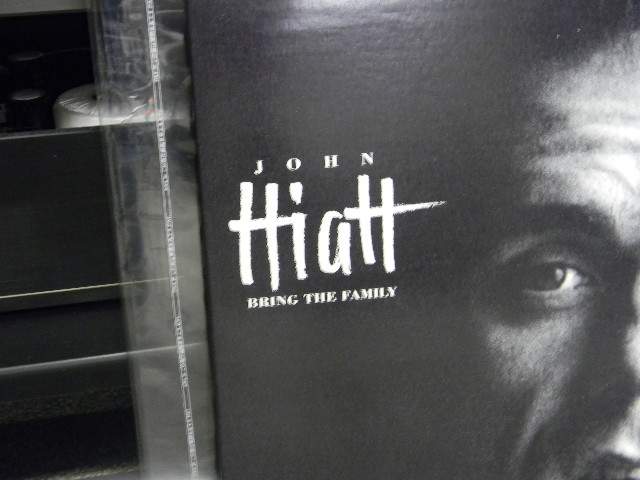 JOHN
Hiatt
BRING THE FAMILY